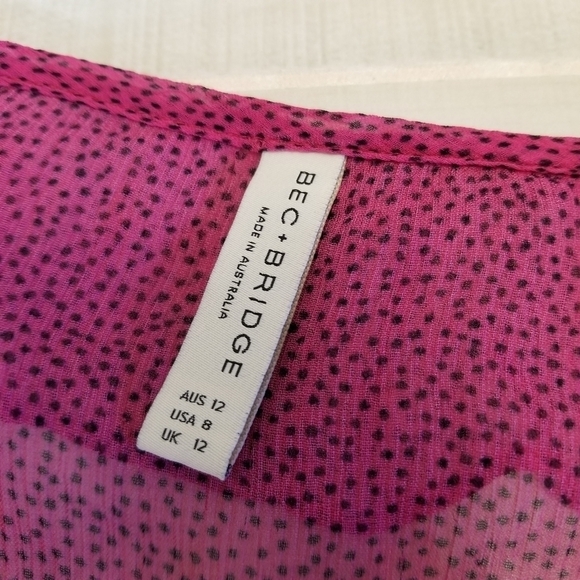 BEC + BRIDGE
MADE IN AUSTRALIA
AUS 12
USA 8
UK 12